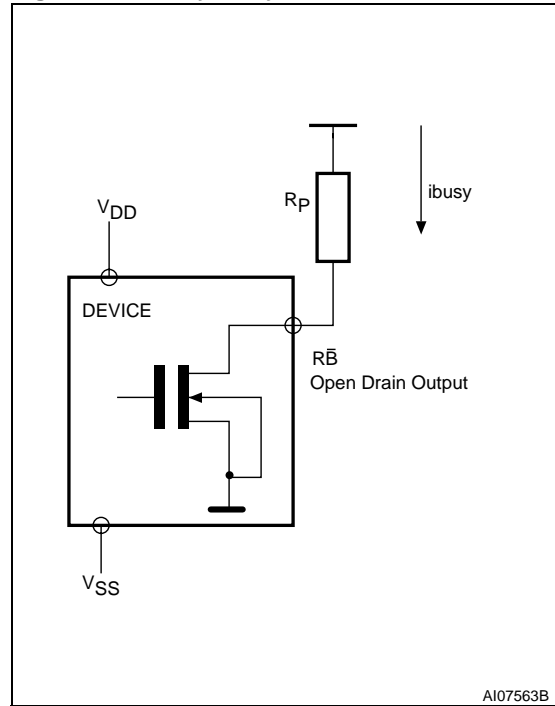 ibusy
RP
VDD
DEVICE
RB̅
Open Drain Output
VSS
AI07563B